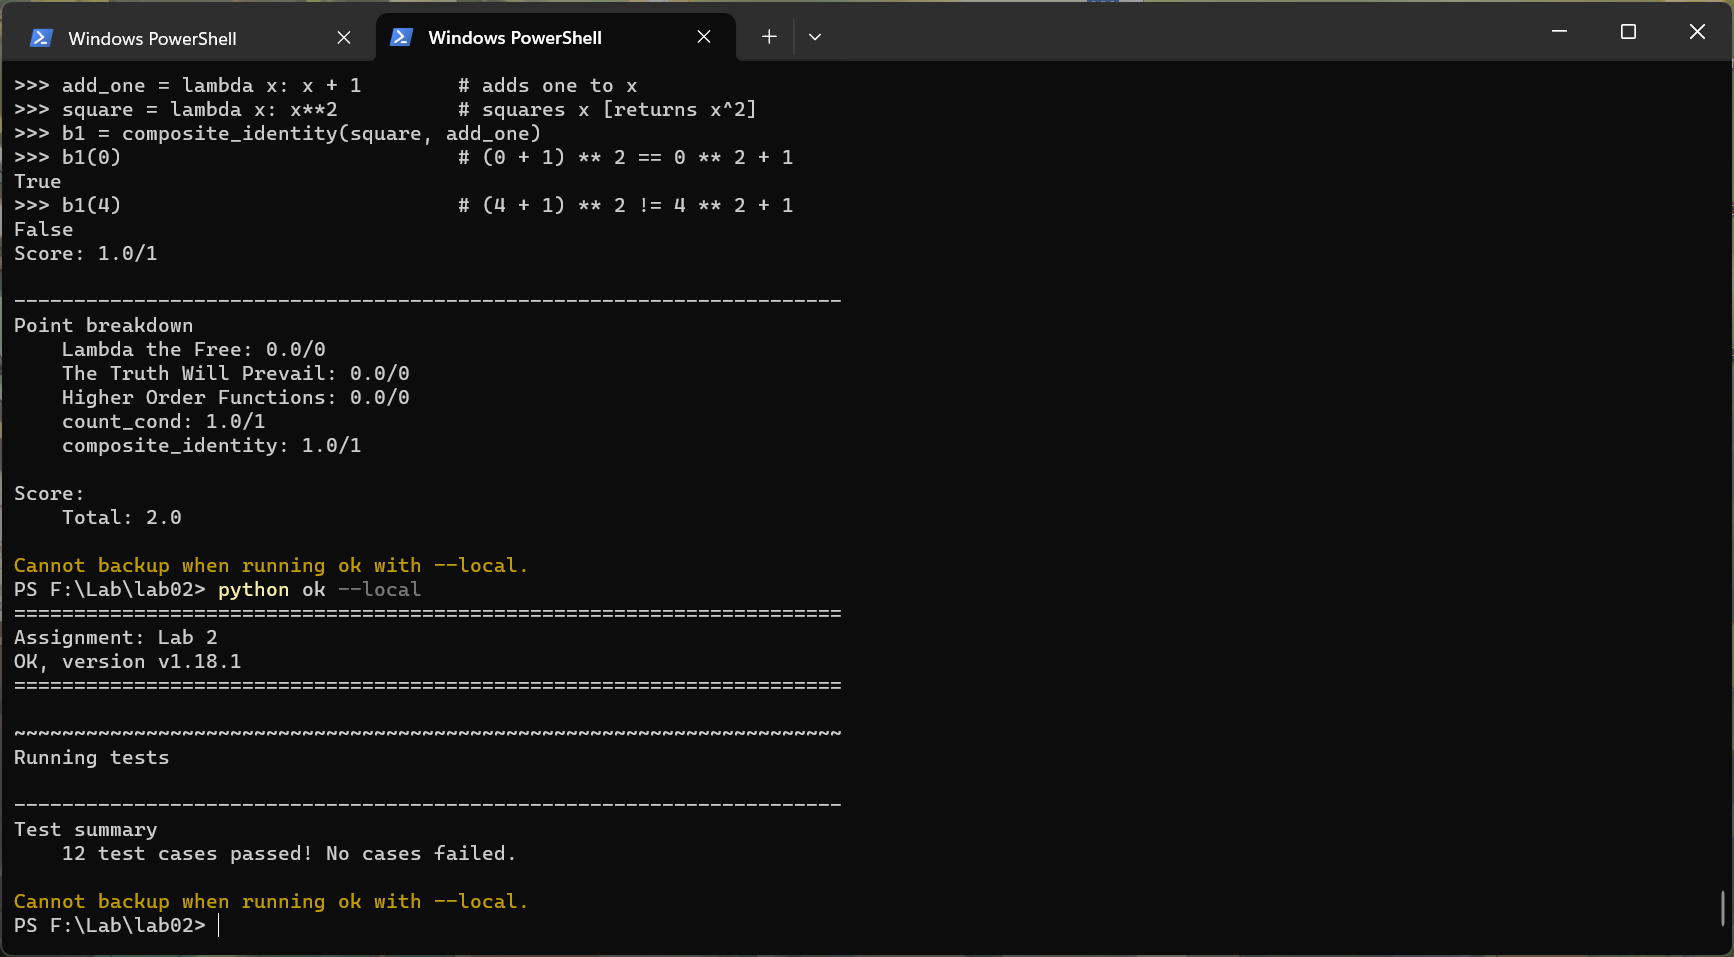 Windows PowerShell
Windows PowerShell
>>> add_one = lambda x: x + 1        # adds one to x
>>> square = lambda x: x**2          # squares x [returns x^2]
>>> b1 = composite_identity(square, add_one)
>>> b1(0)                            # (0 + 1) ** 2 == 0 ** 2 + 1
True
>>> b1(4)                            # (4 + 1) ** 2 != 4 ** 2 + 1
False
Score: 1.0/1
---------------------------------------------------------------------
Point breakdown
    Lambda the Free: 0.0/0
    The Truth Will Prevail: 0.0/0
    Higher Order Functions: 0.0/0
    count_cond: 1.0/1
    composite_identity: 1.0/1
Score:
    Total: 2.0
Cannot backup when running ok with --local.
PS F:\Lab\lab02> python ok --local
=====================================================================
Assignment: Lab 2
OK, version v1.18.1
=====================================================================
~~~~~~~~~~~~~~~~~~~~~~~~~~~~~~~~~~~~~~~~~~~~~~~~~~~~~~~~~~~~~~~~~~~~~
Running tests
---------------------------------------------------------------------
Test summary
    12 test cases passed! No cases failed.
Cannot backup when running ok with --local.
PS F:\Lab\lab02>